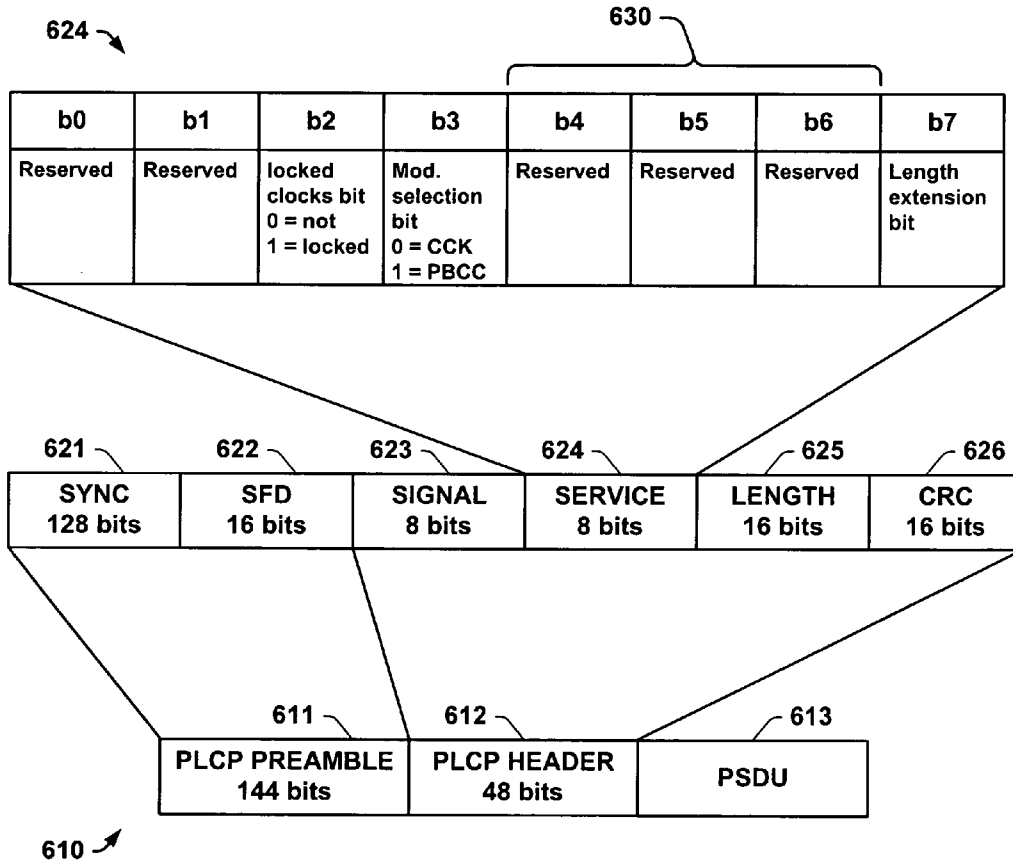 630
624
b0 b1 b2 b3 b4 b5 b6 b7
Reserved Reserved locked Mod. Reserved Reserved Reserved Length
clocks bit selection extension
0 = not bit bit
1 = locked 0 = CCK
1 = PBCC
621 622 623 624 625 626
SYNC SFD SIGNAL SERVICE LENGTH CRC
128 bits 16 bits 8 bits 8 bits 16 bits 16 bits
611 612 613
PLCP PREAMBLE PLCP HEADER PSDU
144 bits 48 bits
610